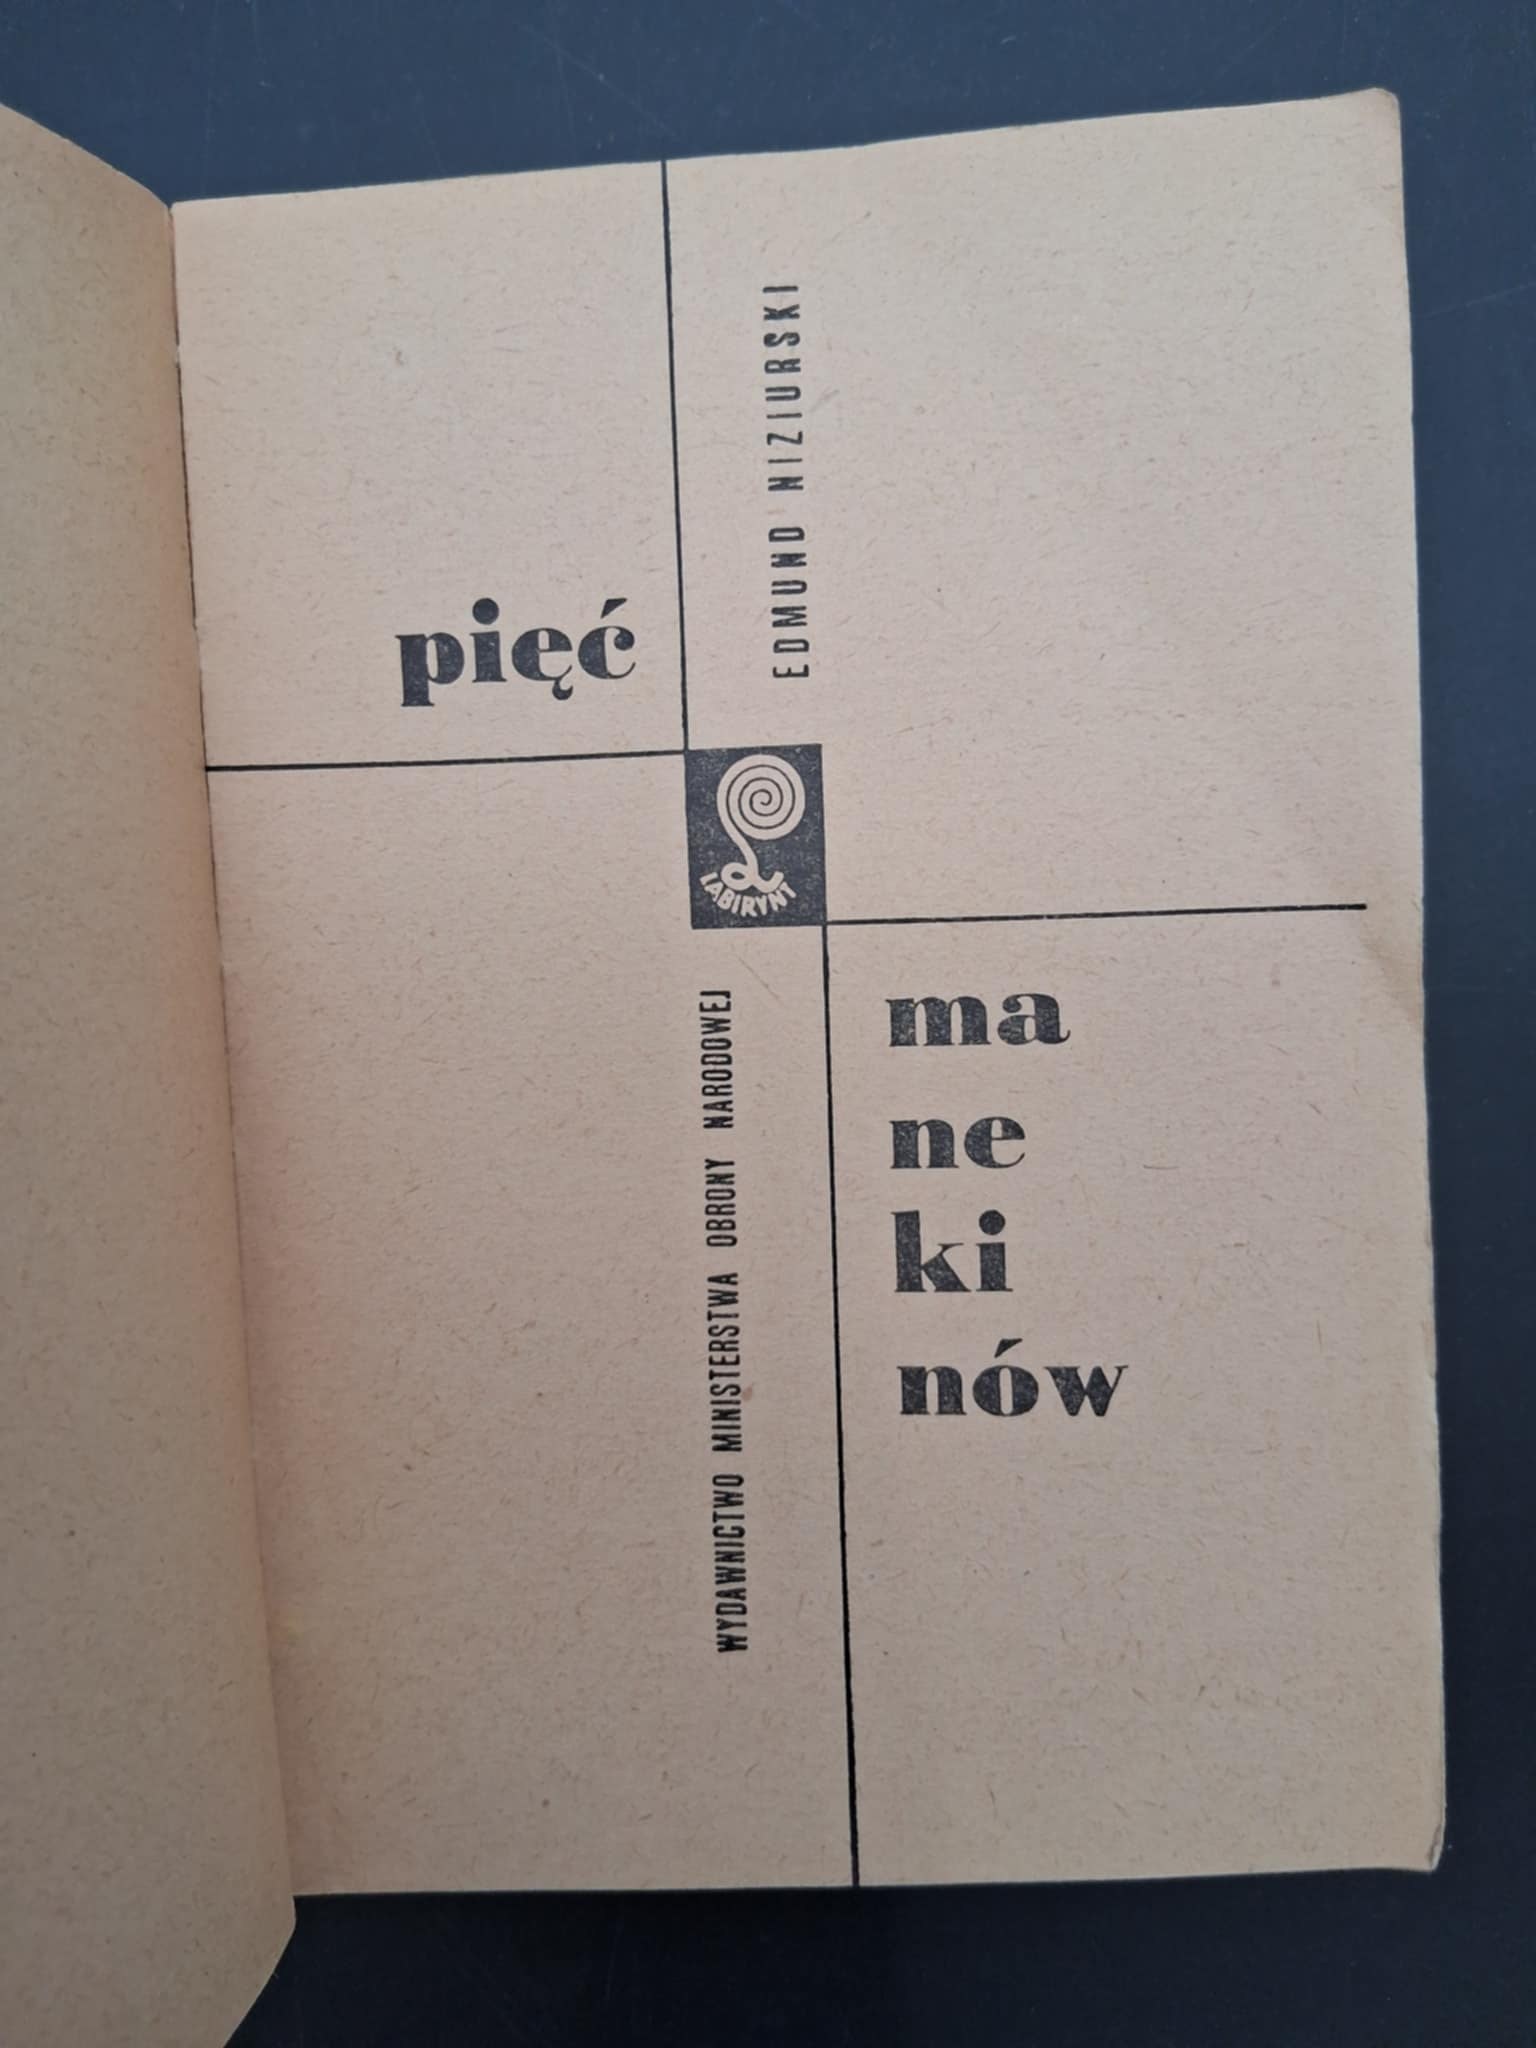 EDMUND NIZIURSKI
pięć
LABIRYNT
ma
ne
ki
nów
WYDAWNICTWO MINISTERSTWA OBRONY NARODOWEJ